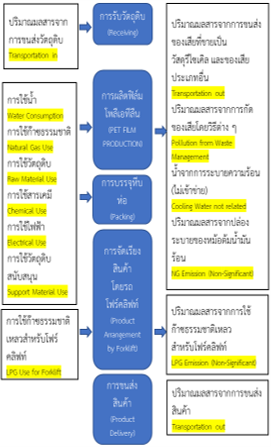 ปริมาณมลสารจาก
การขนส่งวัตถุดิบ
Transportation in
การใช้น้ำ
Water Consumption
การใช้ก๊าซธรรมชาติ
Natural Gas Use
การใช้วัตถุดิบ
Raw Material Use
การใช้สารเคมี
Chemical Use
การใช้ไฟฟ้า
Electrical Use
การใช้วัตถุดิบ
สนับสนุน
Support Material Use
การใช้ก๊าซธรรมชาติ
เหลวสำหรับโฟร์
คลิฟท์
LPG Use for Forklift
การรับวัตถุดิบ
(Receiving)
การผลิตฟิล์ม
โพลีเอทิลีน
(PET FILM
PRODUCTION)
การบรรจุหีบ
ห่อ
(Packing)
การจัดเรียง
สินค้า
โดยรถ
โฟร์คลิฟท์
(Product
Arrangement
by Forklift)
การขนส่ง
สินค้า
(Product
Delivery)
ปริมาณมลสารจากการขนส่ง
ของเสียที่ขายเป็น
วัสดุรีไซเคิล และของเสีย
ประเภทอื่น
Transportation out
ปริมาณมลสารจากการกำจัด
ของเสียโดยวิธีต่าง ๆ
Pollution from Waste
Management
น้ำจากการระบายความร้อน
(ไม่เข้าข่าย)
Cooling Water not related
ปริมาณมลสารจากปล่อง
ระบายของหม้อต้มน้ำมัน
ร้อน
NG Emission (Non-Significant)
ปริมาณมลสารจากการใช้
ก๊าซธรรมชาติเหลว
สำหรับโฟร์คลิฟท์
LPG Emission (Non-Significant)
ปริมาณมลสารจากการขนส่ง
สินค้า
Transportation out